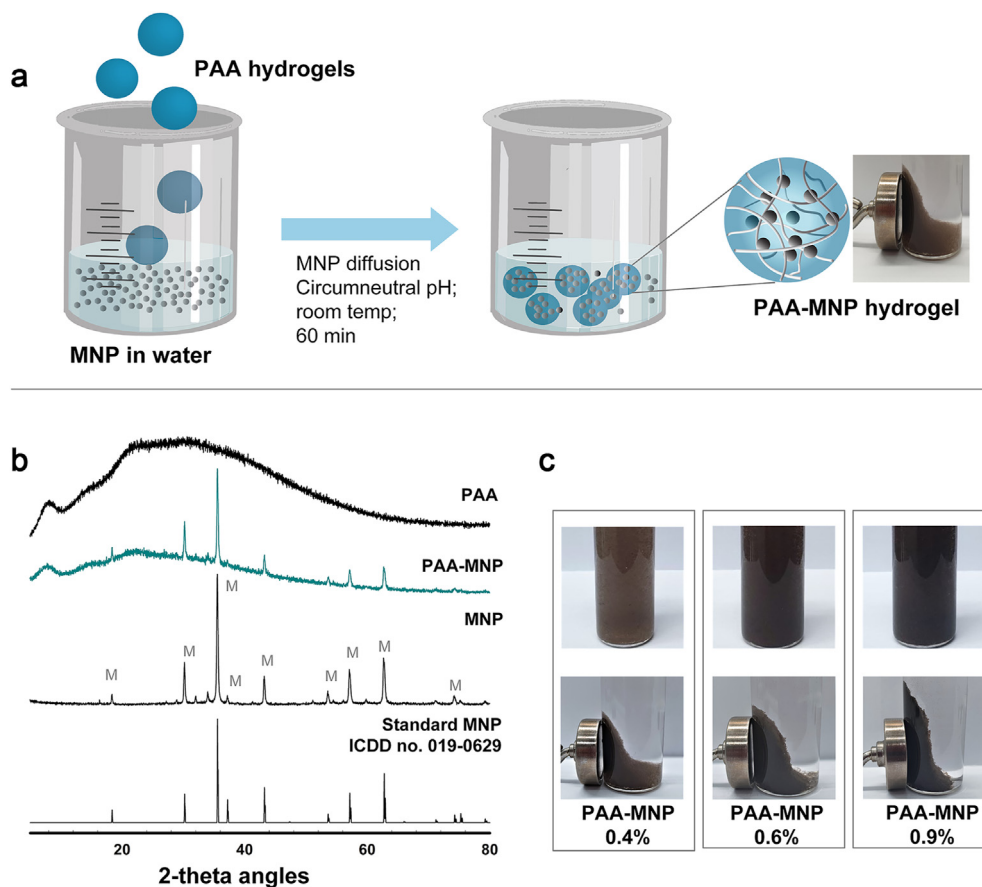 a
PAA hydrogels
MNP in water
MNP diffusion
Circumneutral pH;
room temp;
60 min
PAA-MNP hydrogel
b
PAA
PAA-MNP
M
MNP
M
M
M
M
M
M
M
M
Standard MNP
ICDD no. 019-0629
20
40
60
80
2-theta angles
c
PAA-MNP
0.4%
PAA-MNP
0.6%
PAA-MNP
0.9%